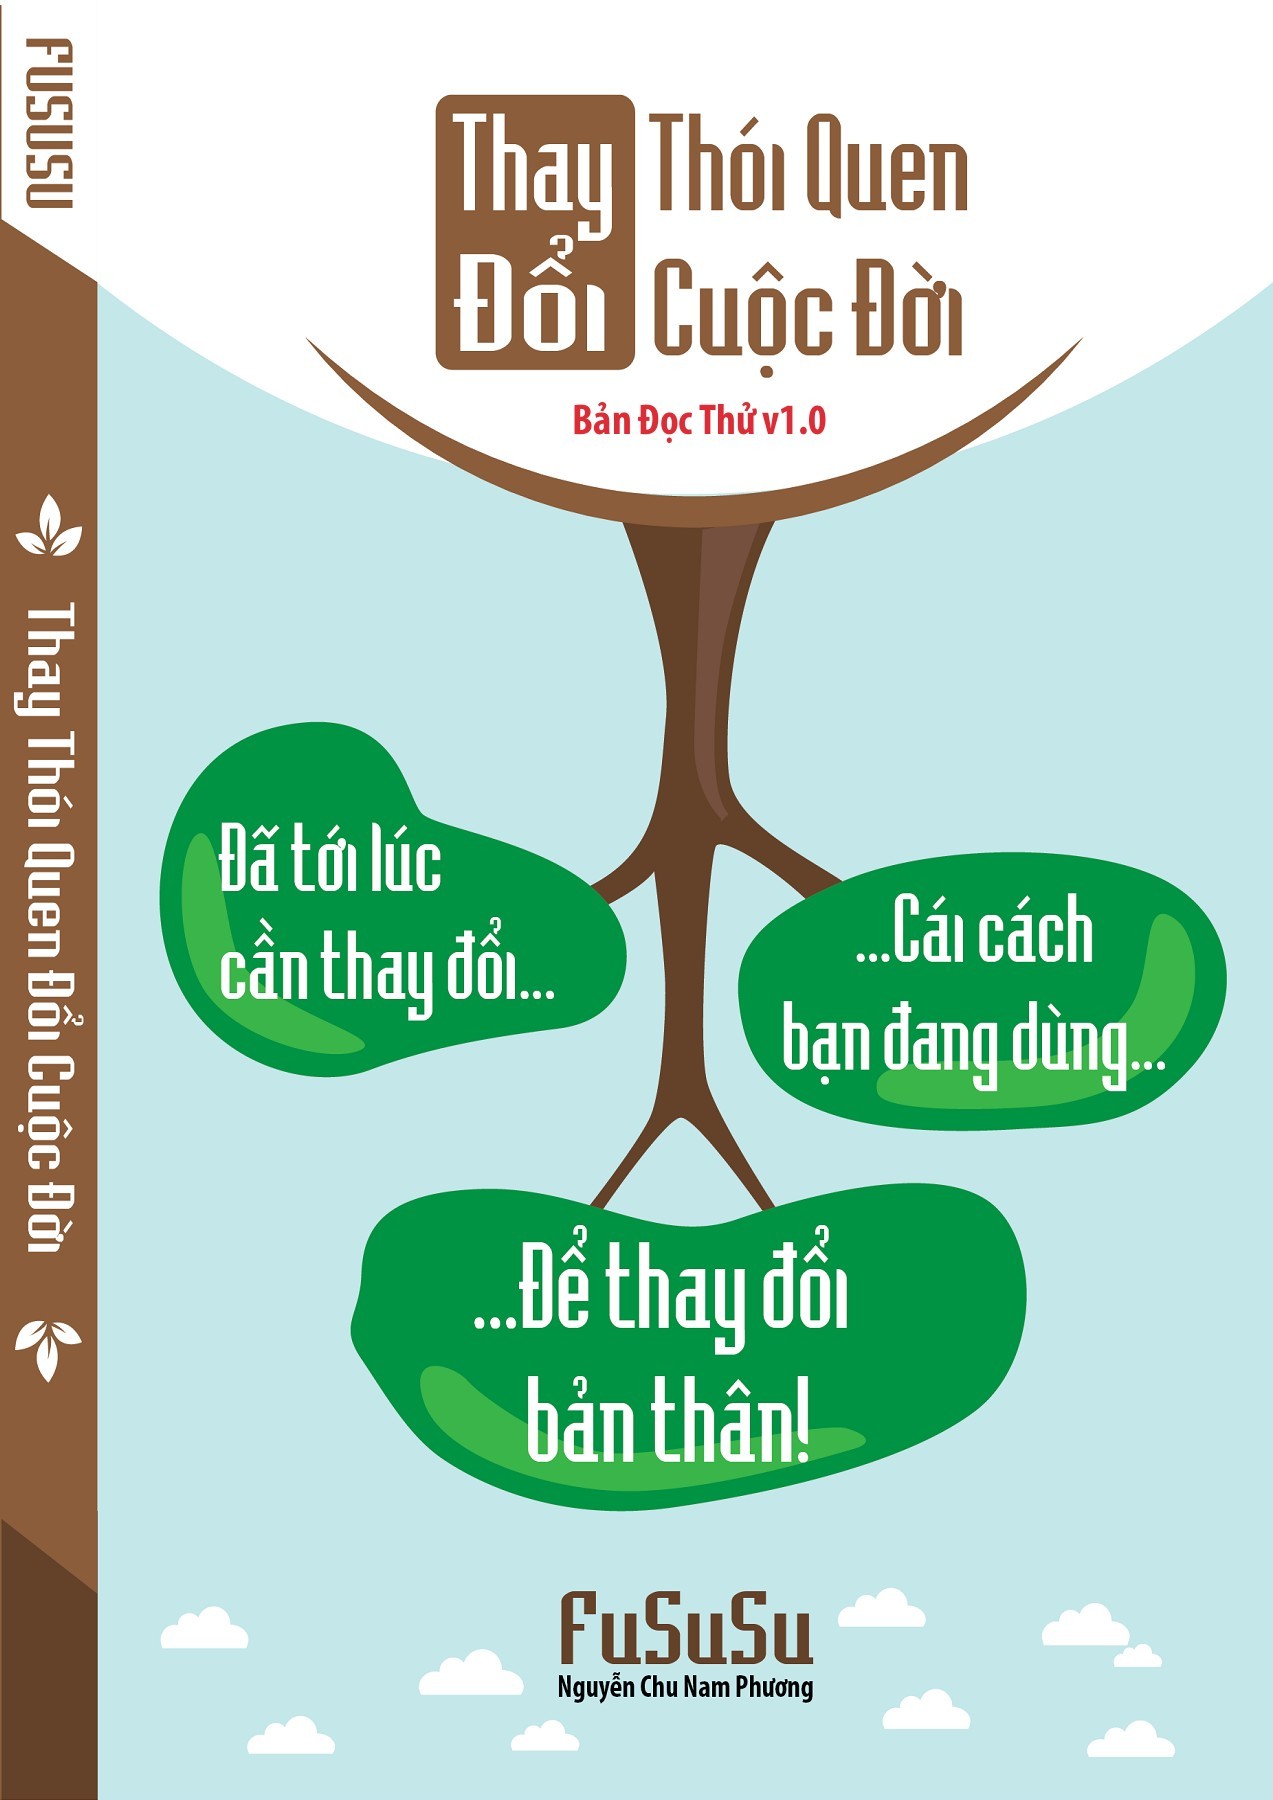 FUSUSU
Thay Thói Quen Đổi Cuộc Đời
Thay Thói Quen
Đổi Cuộc Đời
Bản Đọc Thử v1.0
Đã tới lúc
cần thay đổi...
...Cái cách
bạn đang dùng...
...Để thay đổi
bản thân!
FuSuSu
Nguyễn Chu Nam Phương